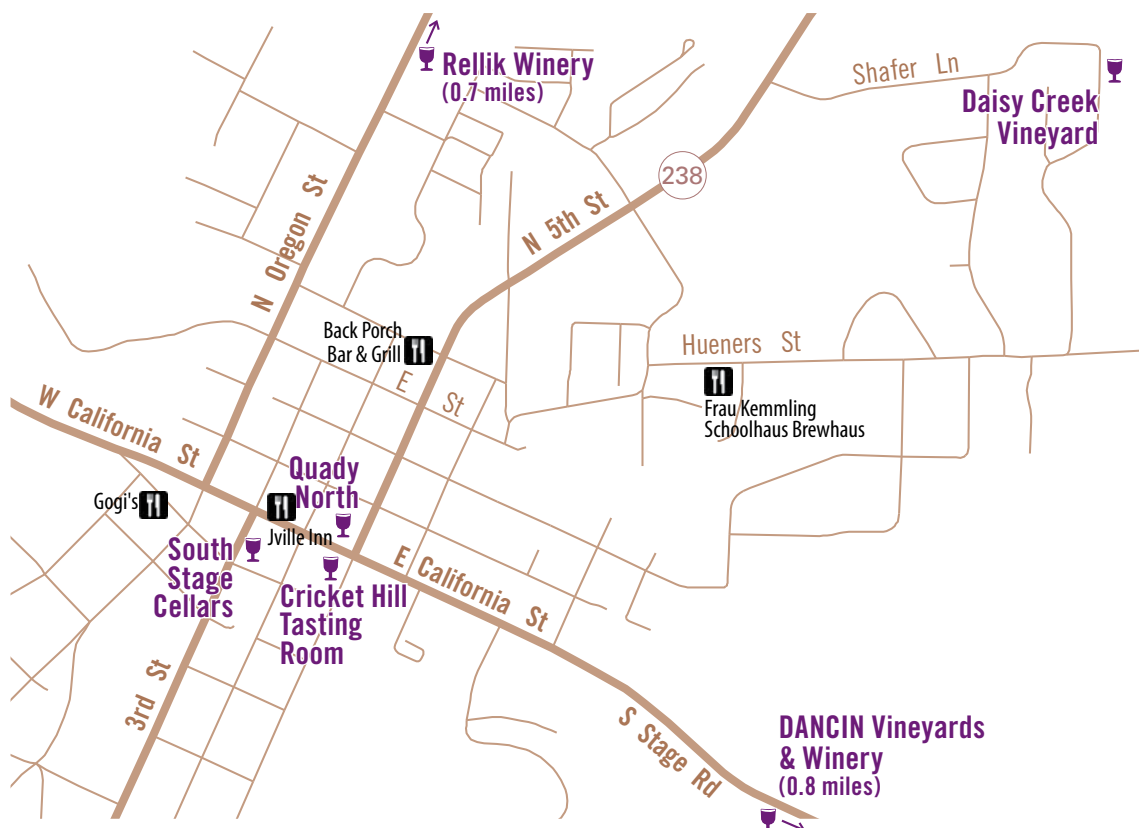 Rellik Winery
(0.7 miles)
Shafer Ln
Daisy Creek
Vineyard
238
N 5th St
N Oregon St
Back Porch
Bar & Grill
E St
Hueners St
Frau Kemmling
Schoolhaus Brewhaus
W California St
Quady
North
Gogi's
Jville Inn
South
Stage
Cellars
E California St
Cricket Hill
Tasting
Room
3rd St
S Stage Rd
DANCIN Vineyards
& Winery
(0.8 miles)